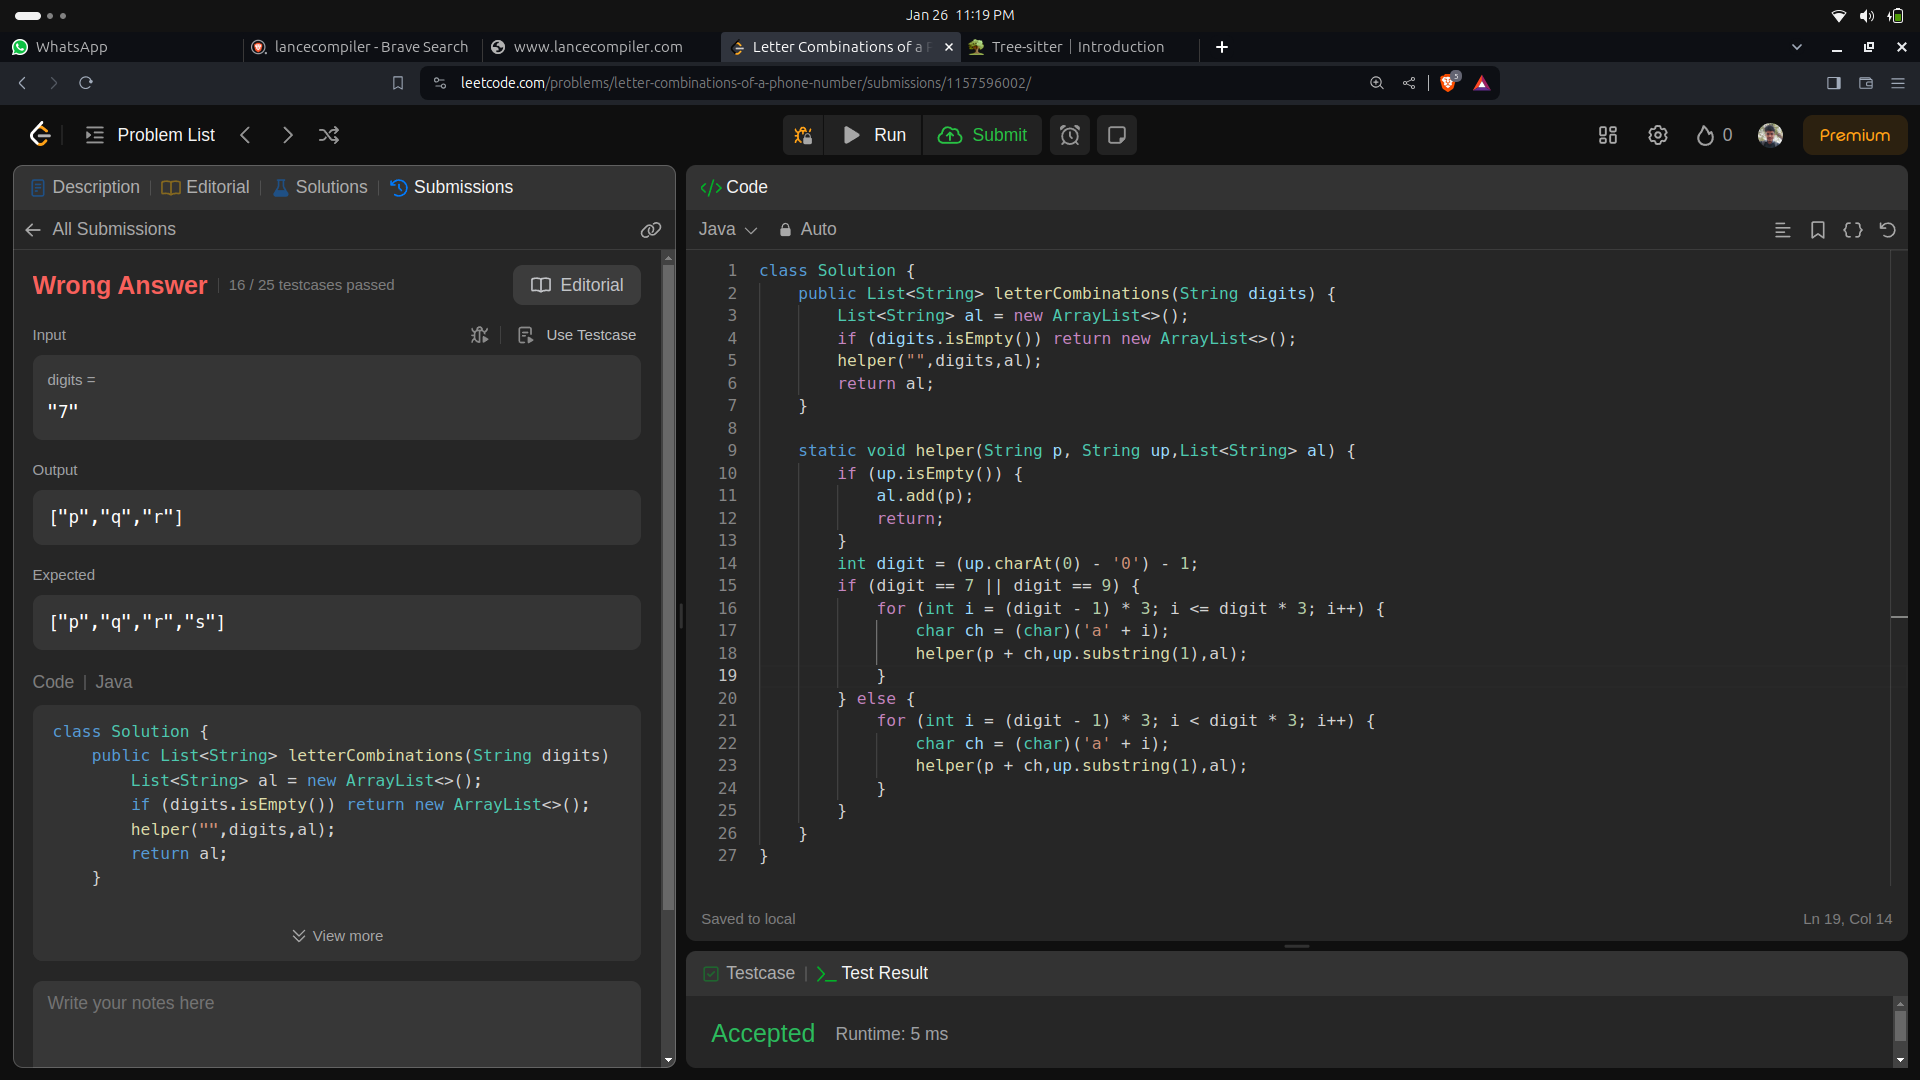 Jan 26 11:19 PM
WhatsApp
lancecompiler - Brave Search
www.lancecompiler.com
Letter Combinations of a P
Tree-sitter | Introduction
leetcode.com/problems/letter-combinations-of-a-phone-number/submissions/1157596002/
5
Problem List
Run
Submit
0
Premium
Description
Editorial
Solutions
Submissions
All Submissions
Wrong Answer
16 / 25 testcases passed
Editorial
Input
Use Testcase
digits =
"7"
Output
["p","q","r"]
Expected
["p","q","r","s"]
Code | Java
class Solution {
    public List<String> letterCombinations(String digits)
        List<String> al = new ArrayList<>();
        if (digits.isEmpty()) return new ArrayList<>();
        helper("",digits,al);
        return al;
    }
View more
Write your notes here
Code
Java
Auto
1 class Solution {
2     public List<String> letterCombinations(String digits) {
3         List<String> al = new ArrayList<>();
4         if (digits.isEmpty()) return new ArrayList<>();
5         helper("",digits,al);
6         return al;
7     }
8
9     static void helper(String p, String up,List<String> al) {
10         if (up.isEmpty()) {
11             al.add(p);
12             return;
13         }
14         int digit = (up.charAt(0) - '0') - 1;
15         if (digit == 7 || digit == 9) {
16             for (int i = (digit - 1) * 3; i <= digit * 3; i++) {
17                 char ch = (char)('a' + i);
18                 helper(p + ch,up.substring(1),al);
19             }
20         } else {
21             for (int i = (digit - 1) * 3; i < digit * 3; i++) {
22                 char ch = (char)('a' + i);
23                 helper(p + ch,up.substring(1),al);
24             }
25         }
26     }
27 }
Saved to local
Ln 19, Col 14
Testcase
Test Result
Accepted
Runtime: 5 ms